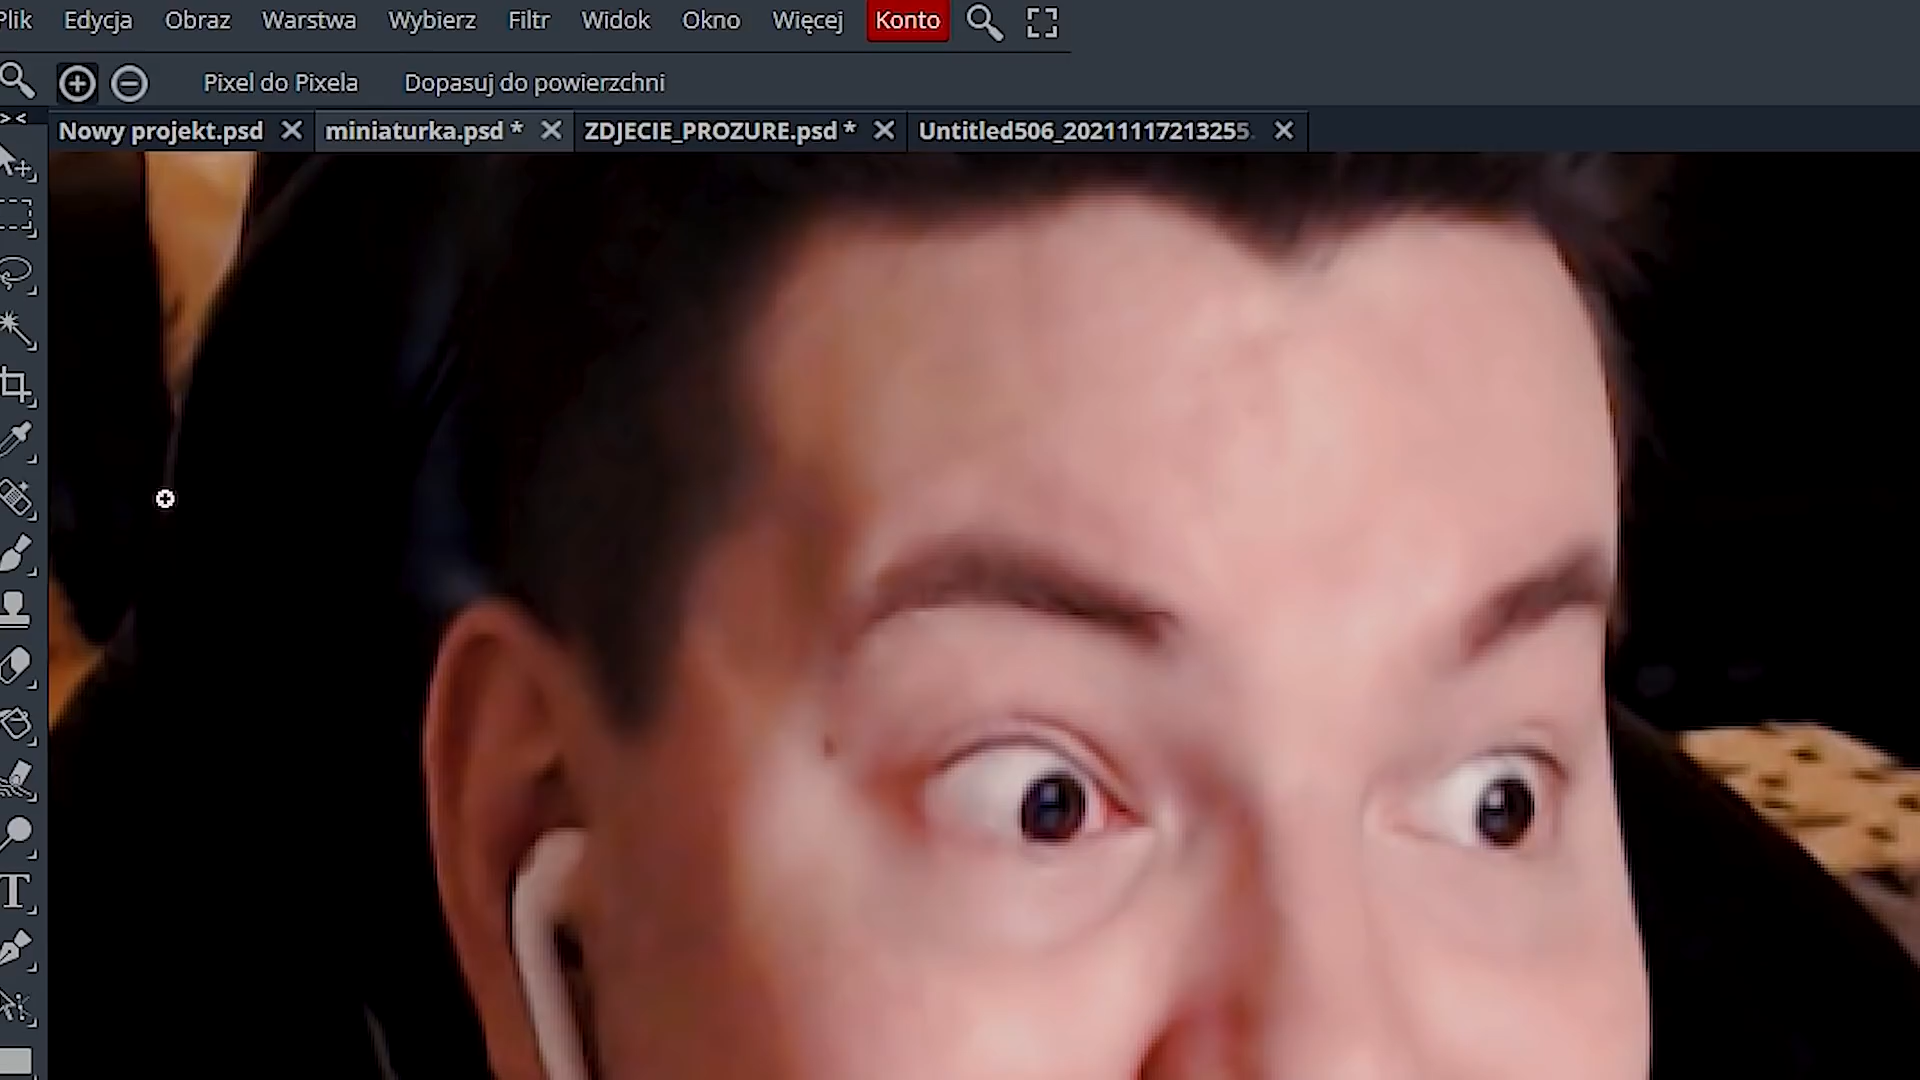 Plik Edycja Obraz Warstwa Wybierz Filtr Widok Okno Więcej Konto
Pixel do Pixela Dopasuj do powierzchni
Nowy projekt.psd miniaturka.psd * ZDJECIE_PROZURE.psd * Untitled506_20211117213255.